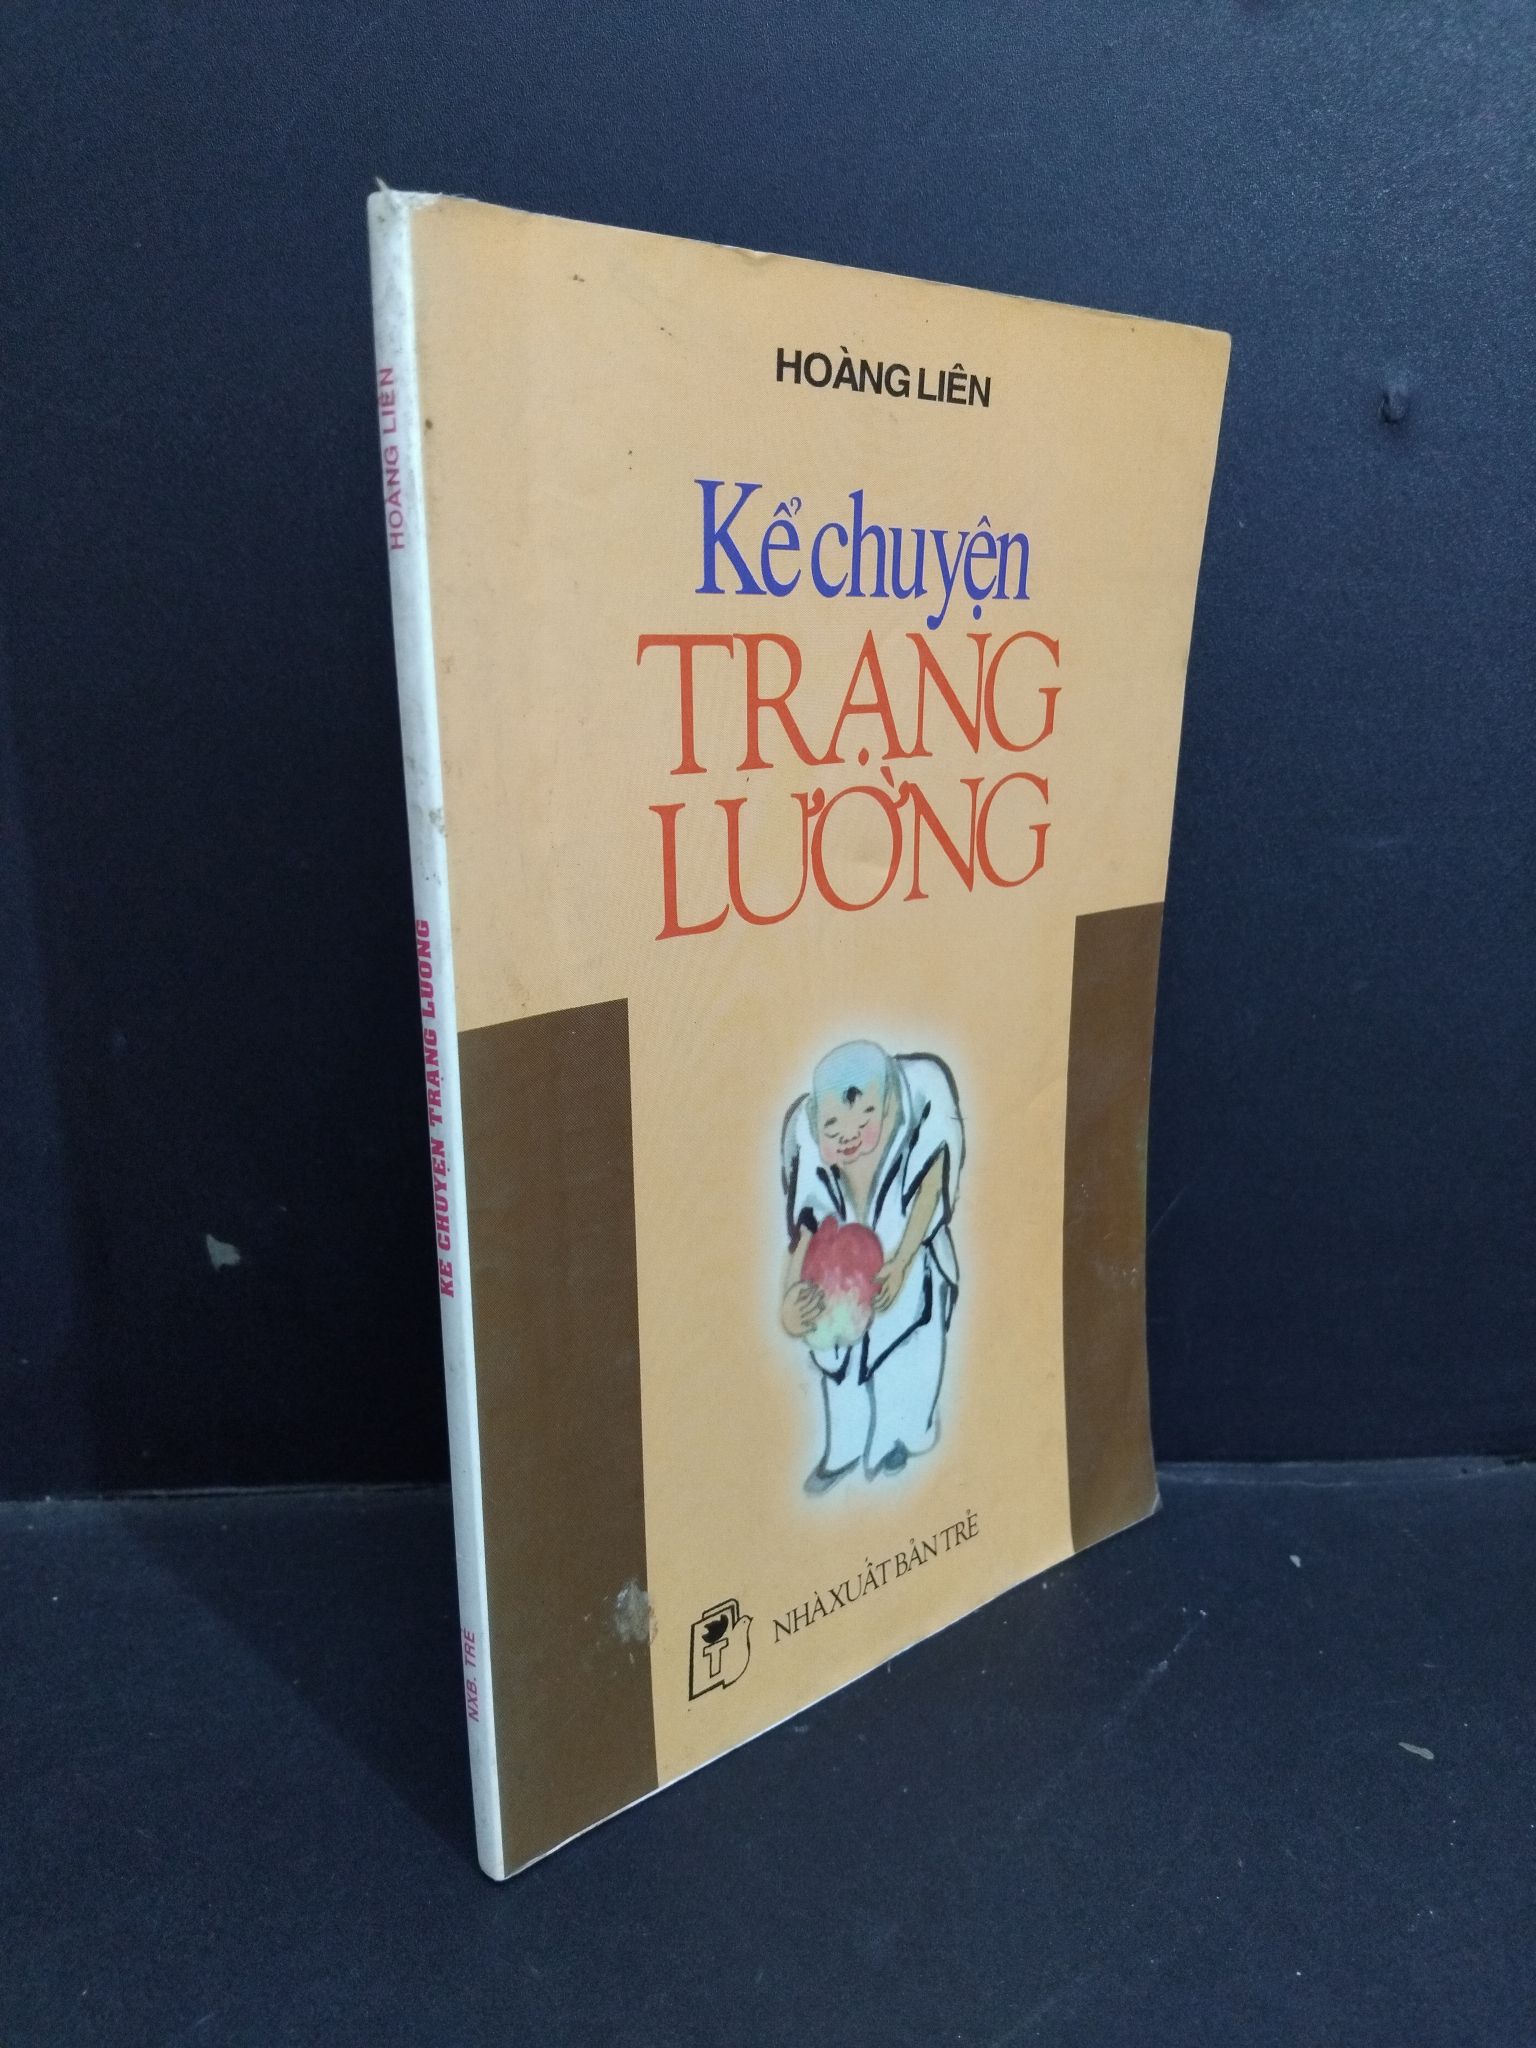 HOÀNG LIÊN
Kể chuyện
TRẠNG
LƯỜNG
T
NHÀ XUẤT BẢN TRẺ
HOÀNG LIÊN
KỂ CHUYỆN TRẠNG LƯỜNG
NXB. TRẺ